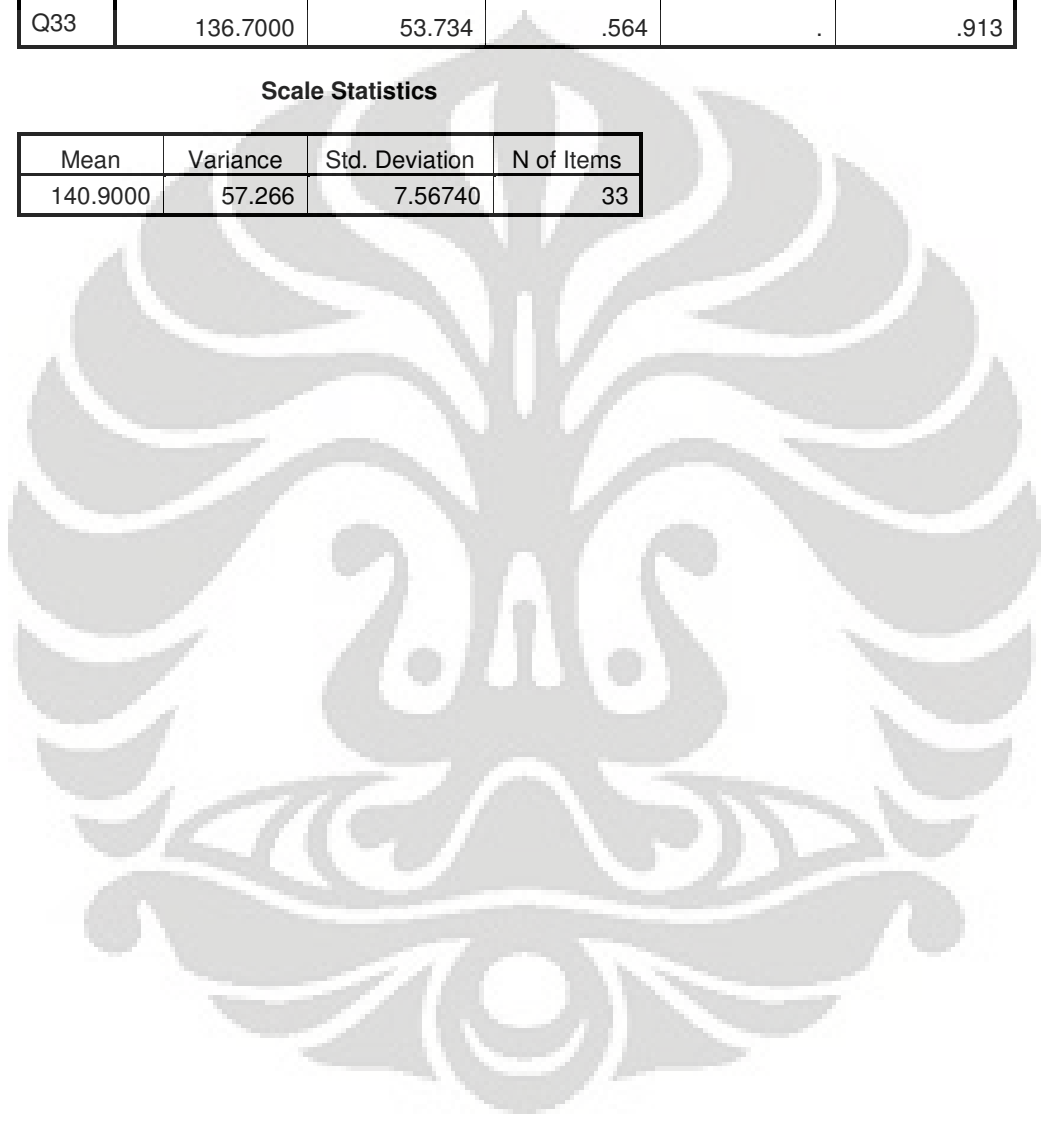 Q33 136.7000 53.734 .564 . .913
Scale Statistics
Mean Variance Std. Deviation N of Items
140.9000 57.266 7.56740 33